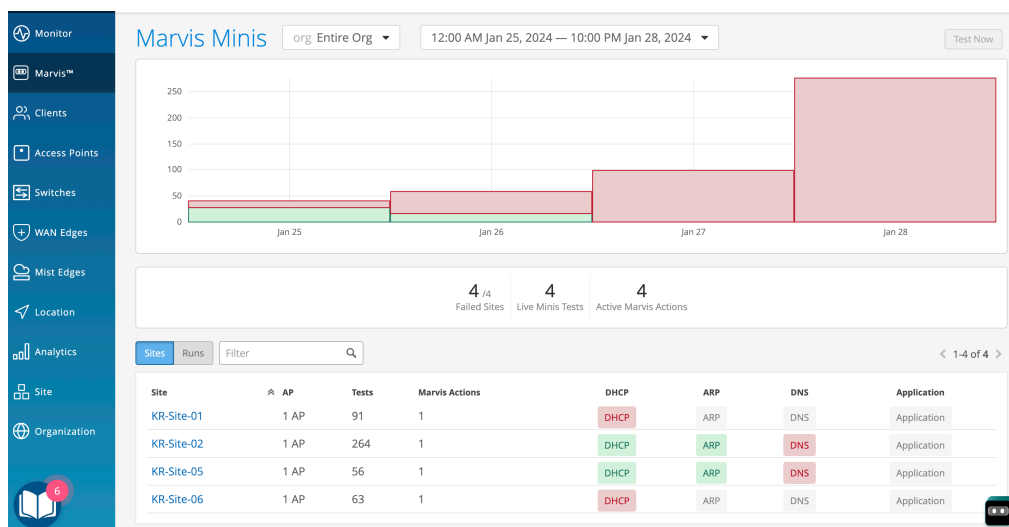 Monitor
Marvis™
Clients
Access Points
Switches
WAN Edges
Mist Edges
Location
Analytics
Site
Organization
6
Marvis Minis org Entire Org 12:00 AM Jan 25, 2024 — 10:00 PM Jan 28, 2024 Test Now
250
200
150
100
50
0
Jan 25 Jan 26 Jan 27 Jan 28
4 /4 4 4
Failed Sites Live Minis Tests Active Marvis Actions
Sites Runs Filter 1-4 of 4
Site AP Tests Marvis Actions DHCP ARP DNS Application
KR-Site-01 1 AP 91 1 DHCP ARP DNS Application
KR-Site-02 1 AP 264 1 DHCP ARP DNS Application
KR-Site-05 1 AP 56 1 DHCP ARP DNS Application
KR-Site-06 1 AP 63 1 DHCP ARP DNS Application